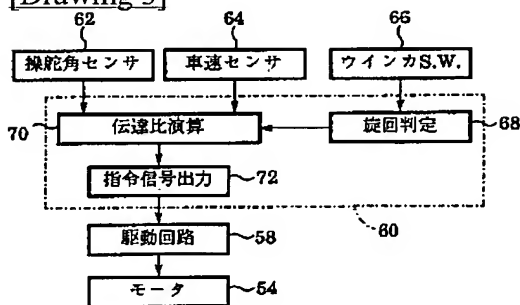 [Drawing 3]
62
64
66
操舵角センサ
車速センサ
ウインカS.W.
70
伝達比演算
旋回判定
68
指令信号出力
72
60
駆動回路
58
モータ
54